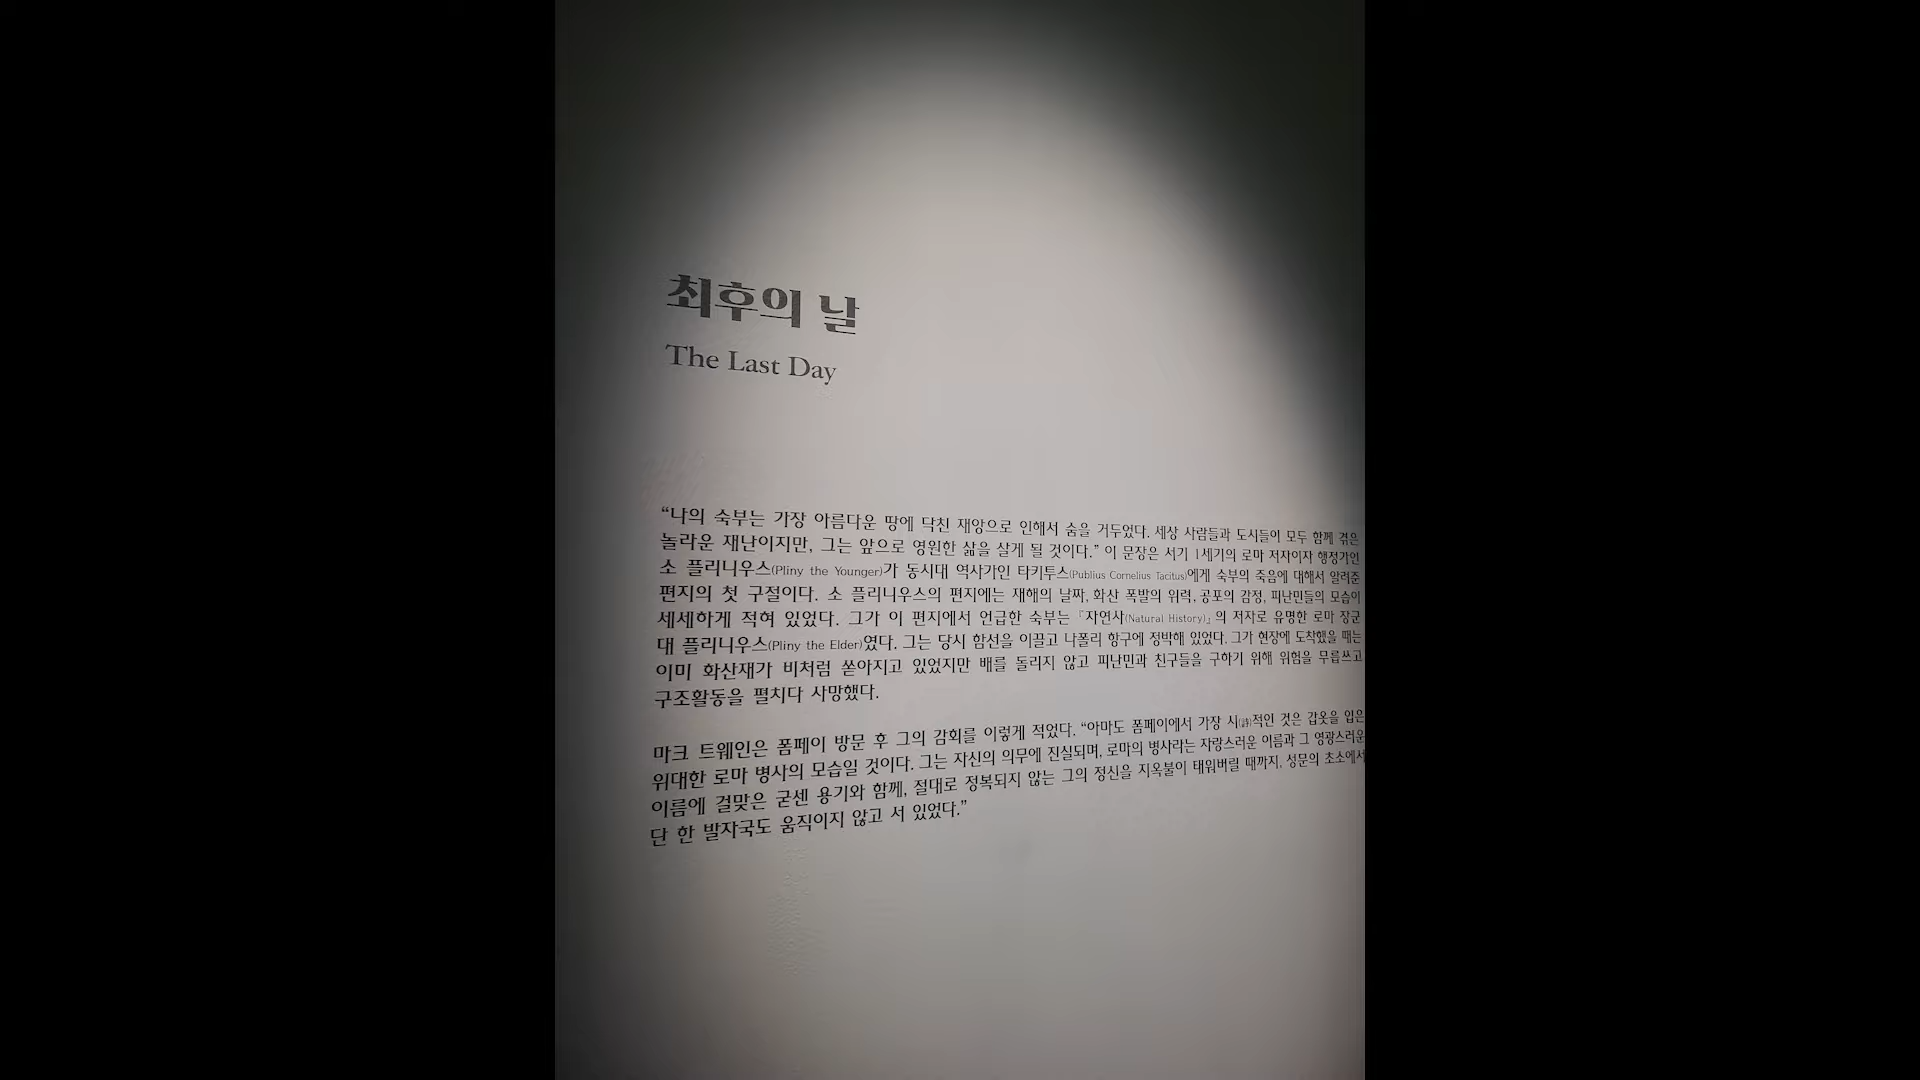 최후의 날
The Last Day
“나의 숙부는 가장 아름다운 땅에 닥친 재앙으로 인해서 숨을 거두었다. 세상 사람들과 도시들이 모두 함께 겪은
놀라운 재난이지만, 그는 앞으로 영원한 삶을 살게 될 것이다.” 이 문장은 서기 1세기의 로마 저자이자 행정가인
소 플리니우스(Pliny the Younger)가 동시대 역사가인 타키투스(Publius Cornelius Tacitus)에게 숙부의 죽음에 대해서 알려준
편지의 첫 구절이다. 소 플리니우스의 편지에는 재해의 날짜, 화산 폭발의 위력, 공포의 감정, 피난민들의 모습이
세세하게 적혀 있었다. 그가 이 편지에서 언급한 숙부는 『자연사(Natural History)』의 저자로 유명한 로마 장군
대 플리니우스(Pliny the Elder)였다. 그는 당시 함선을 이끌고 나폴리 항구에 정박해 있었다. 그가 현장에 도착했을 때는
이미 화산재가 비처럼 쏟아지고 있었지만 배를 돌리지 않고 피난민과 친구들을 구하기 위해 위험을 무릅쓰고
구조활동을 펼치다 사망했다.
마크 트웨인은 폼페이 방문 후 그의 감회를 이렇게 적었다. “아마도 폼페이에서 가장 시(詩)적인 것은 갑옷을 입은
위대한 로마 병사의 모습일 것이다. 그는 자신의 의무에 진실되며, 로마의 병사라는 자랑스러운 이름과 그 영광스러운
이름에 걸맞은 굳센 용기와 함께, 절대로 정복되지 않는 그의 정신을 지옥불이 태워버릴 때까지, 성문의 초소에서
단 한 발자국도 움직이지 않고 서 있었다.”